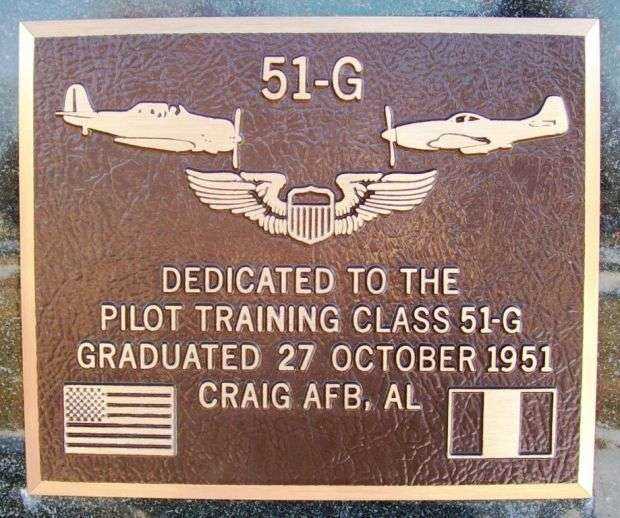 51-G
DEDICATED TO THE
PILOT TRAINING CLASS 51-G
GRADUATED 27 OCTOBER 1951
CRAIG AFB, AL